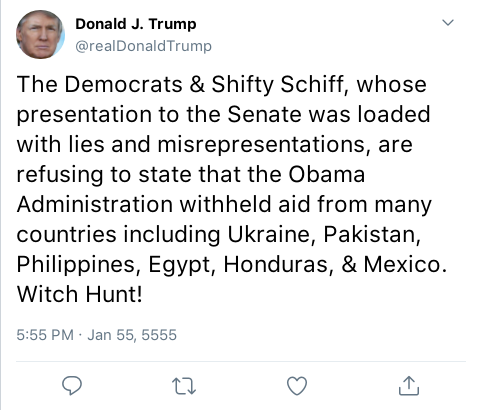 Donald J. Trump
@realDonaldTrump
The Democrats & Shifty Schiff, whose
presentation to the Senate was loaded
with lies and misrepresentations, are
refusing to state that the Obama
Administration withheld aid from many
countries including Ukraine, Pakistan,
Philippines, Egypt, Honduras, & Mexico.
Witch Hunt!
5:55 PM · Jan 55, 5555